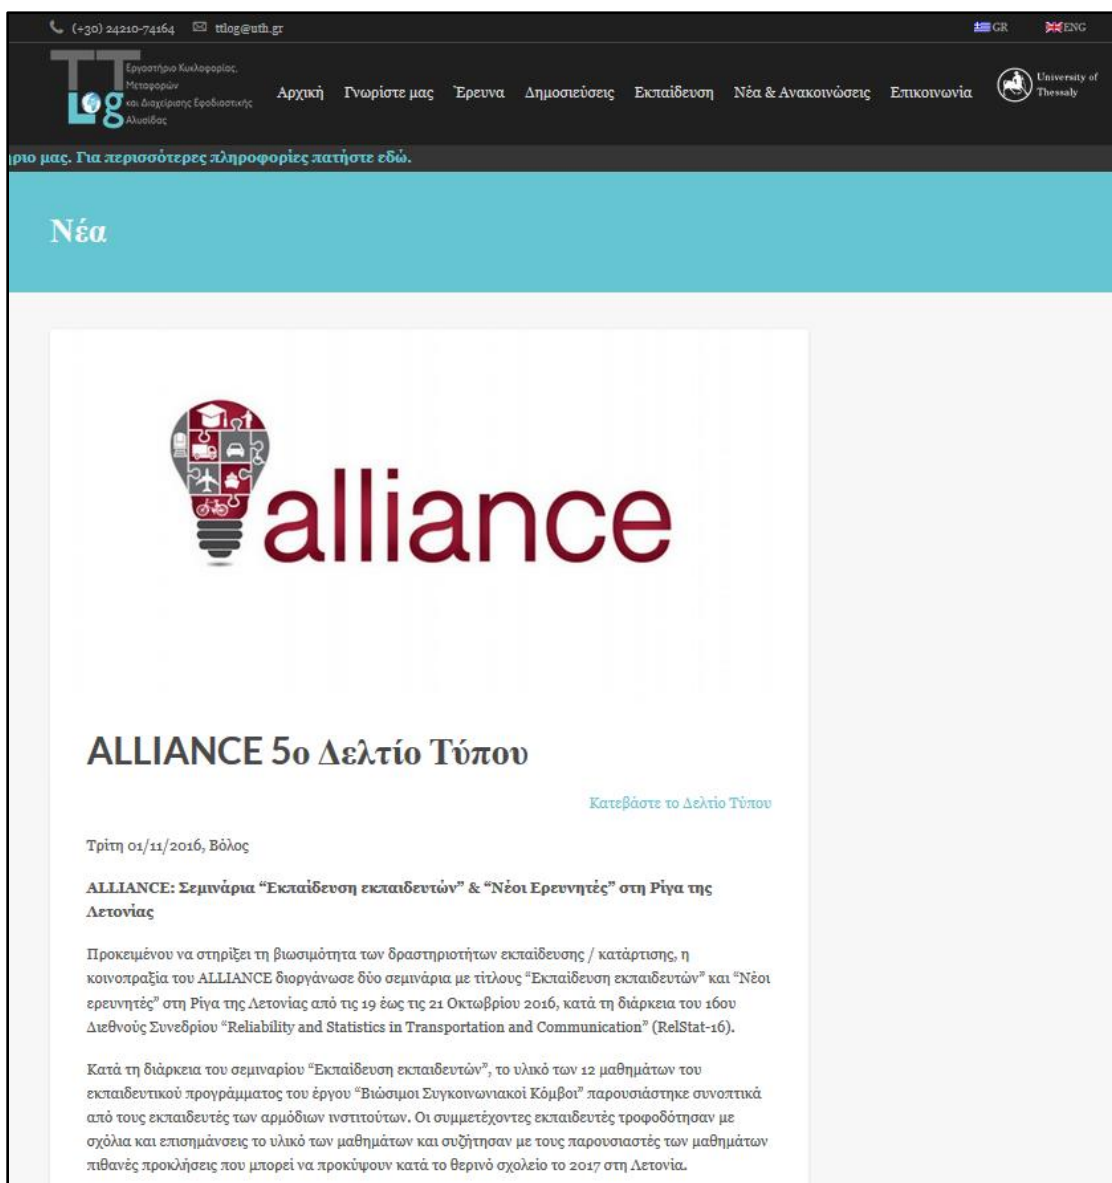 (+30) 24210-74164 ttlog@uth.gr GR ENG
TT Log
Εργαστήριο Κυκλοφορίας,
Μεταφορών
και Διαχείρισης Εφοδιαστικής
Αλυσίδας
Αρχική Γνωρίστε μας Έρευνα Δημοσιεύσεις Εκπαίδευση Νέα & Ανακοινώσεις Επικοινωνία
University of
Thessaly
ριο μας. Για περισσότερες πληροφορίες πατήστε εδώ.
Νέα
alliance
ALLIANCE 5ο Δελτίο Τύπου
Κατεβάστε το Δελτίο Τύπου
Τρίτη 01/11/2016, Βόλος
ALLIANCE: Σεμινάρια “Εκπαίδευση εκπαιδευτών” & “Νέοι Ερευνητές” στη Ρίγα της
Λετονίας
Προκειμένου να στηρίξει τη βιωσιμότητα των δραστηριοτήτων εκπαίδευσης / κατάρτισης, η
κοινοπραξία του ALLIANCE διοργάνωσε δύο σεμινάρια με τίτλους “Εκπαίδευση εκπαιδευτών” και “Νέοι
ερευνητές” στη Ρίγα της Λετονίας από τις 19 έως τις 21 Οκτωβρίου 2016, κατά τη διάρκεια του 16ου
Διεθνούς Συνεδρίου “Reliability and Statistics in Transportation and Communication” (RelStat-16).
Κατά τη διάρκεια του σεμιναρίου “Εκπαίδευση εκπαιδευτών”, το υλικό των 12 μαθημάτων του
εκπαιδευτικού προγράμματος του έργου “Βιώσιμοι Συγκοινωνιακοί Κόμβοι” παρουσιάστηκε συνοπτικά
από τους εκπαιδευτές των αρμόδιων ινστιτούτων. Οι συμμετέχοντες εκπαιδευτές τροφοδότησαν με
σχόλια και επισημάνσεις το υλικό των μαθημάτων και συζήτησαν με τους παρουσιαστές των μαθημάτων
πιθανές προκλήσεις που μπορεί να προκύψουν κατά το θερινό σχολείο το 2017 στη Λετονία.